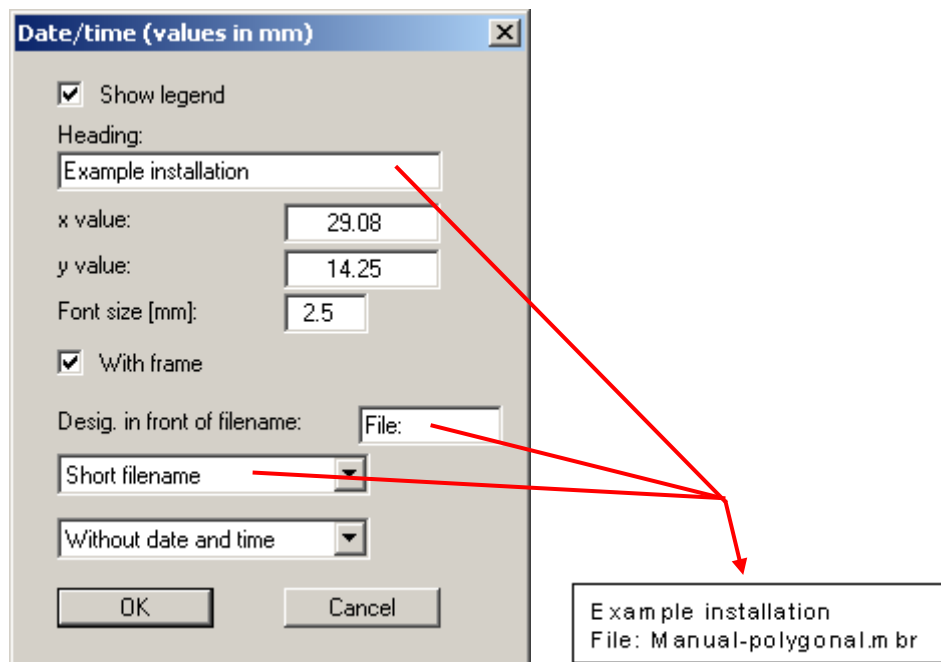 Date/time (values in mm)
Show legend
Heading:
Example installation
x value: 29.08
y value: 14.25
Font size [mm]: 2.5
With frame
Desig. in front of filename: File:
Short filename
Without date and time
OK Cancel
Example installation
File: Manual-polygonal.mbr